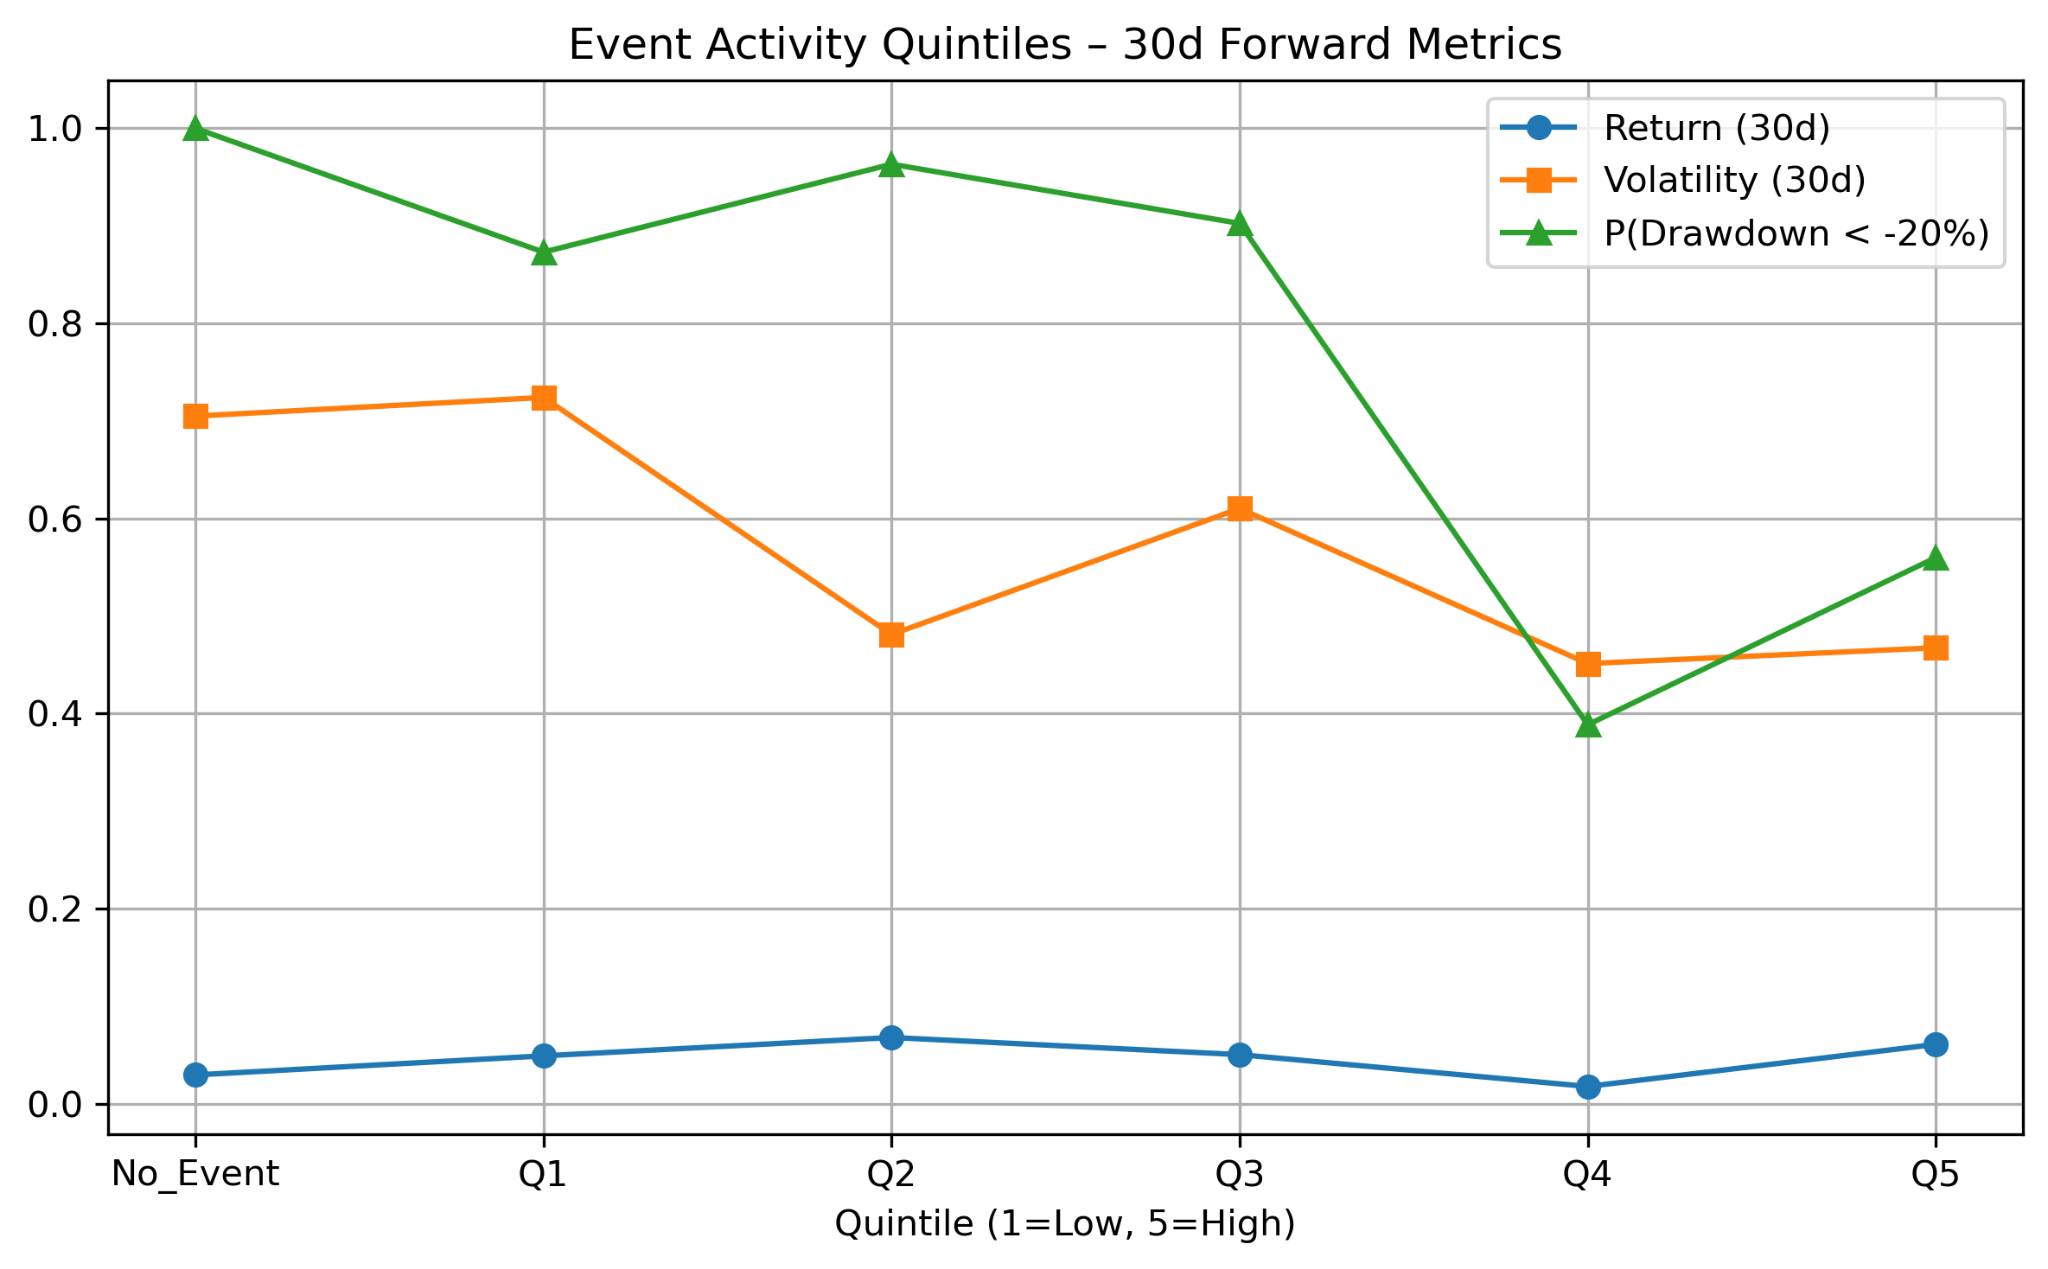 Event Activity Quintiles – 30d Forward Metrics
Return (30d)
Volatility (30d)
P(Drawdown < -20%)
1.0
0.8
0.6
0.4
0.2
0.0
No_Event Q1 Q2 Q3 Q4 Q5
Quintile (1=Low, 5=High)